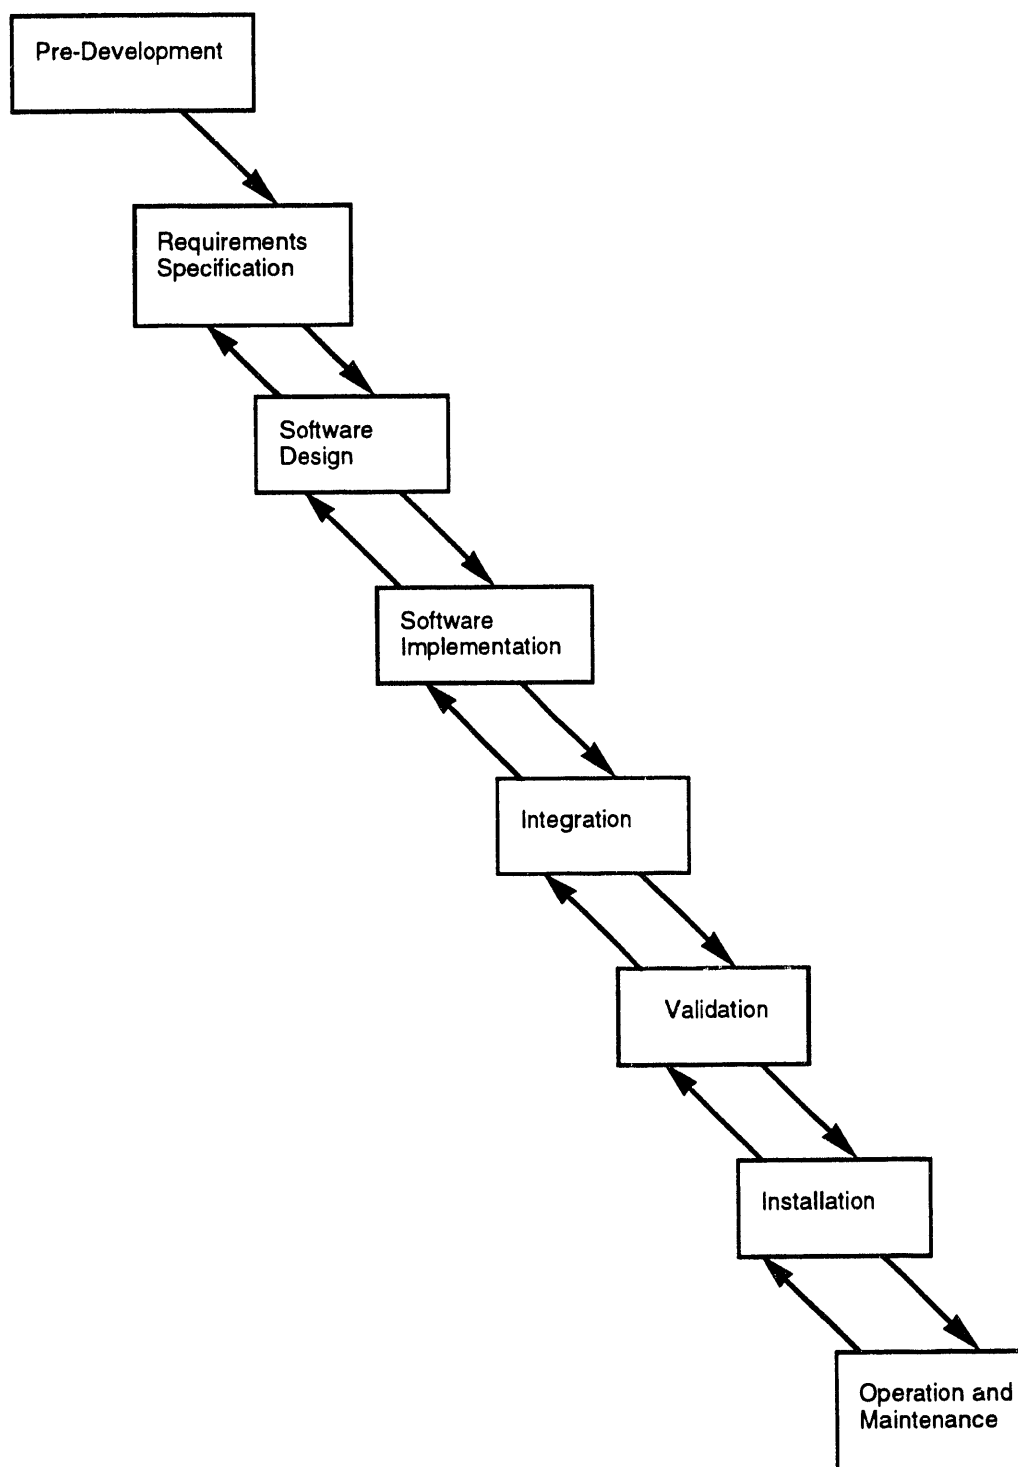 Pre-Development
Requirements
Specification
Software
Design
Software
Implementation
Integration
Validation
Installation
Operation and
Maintenance